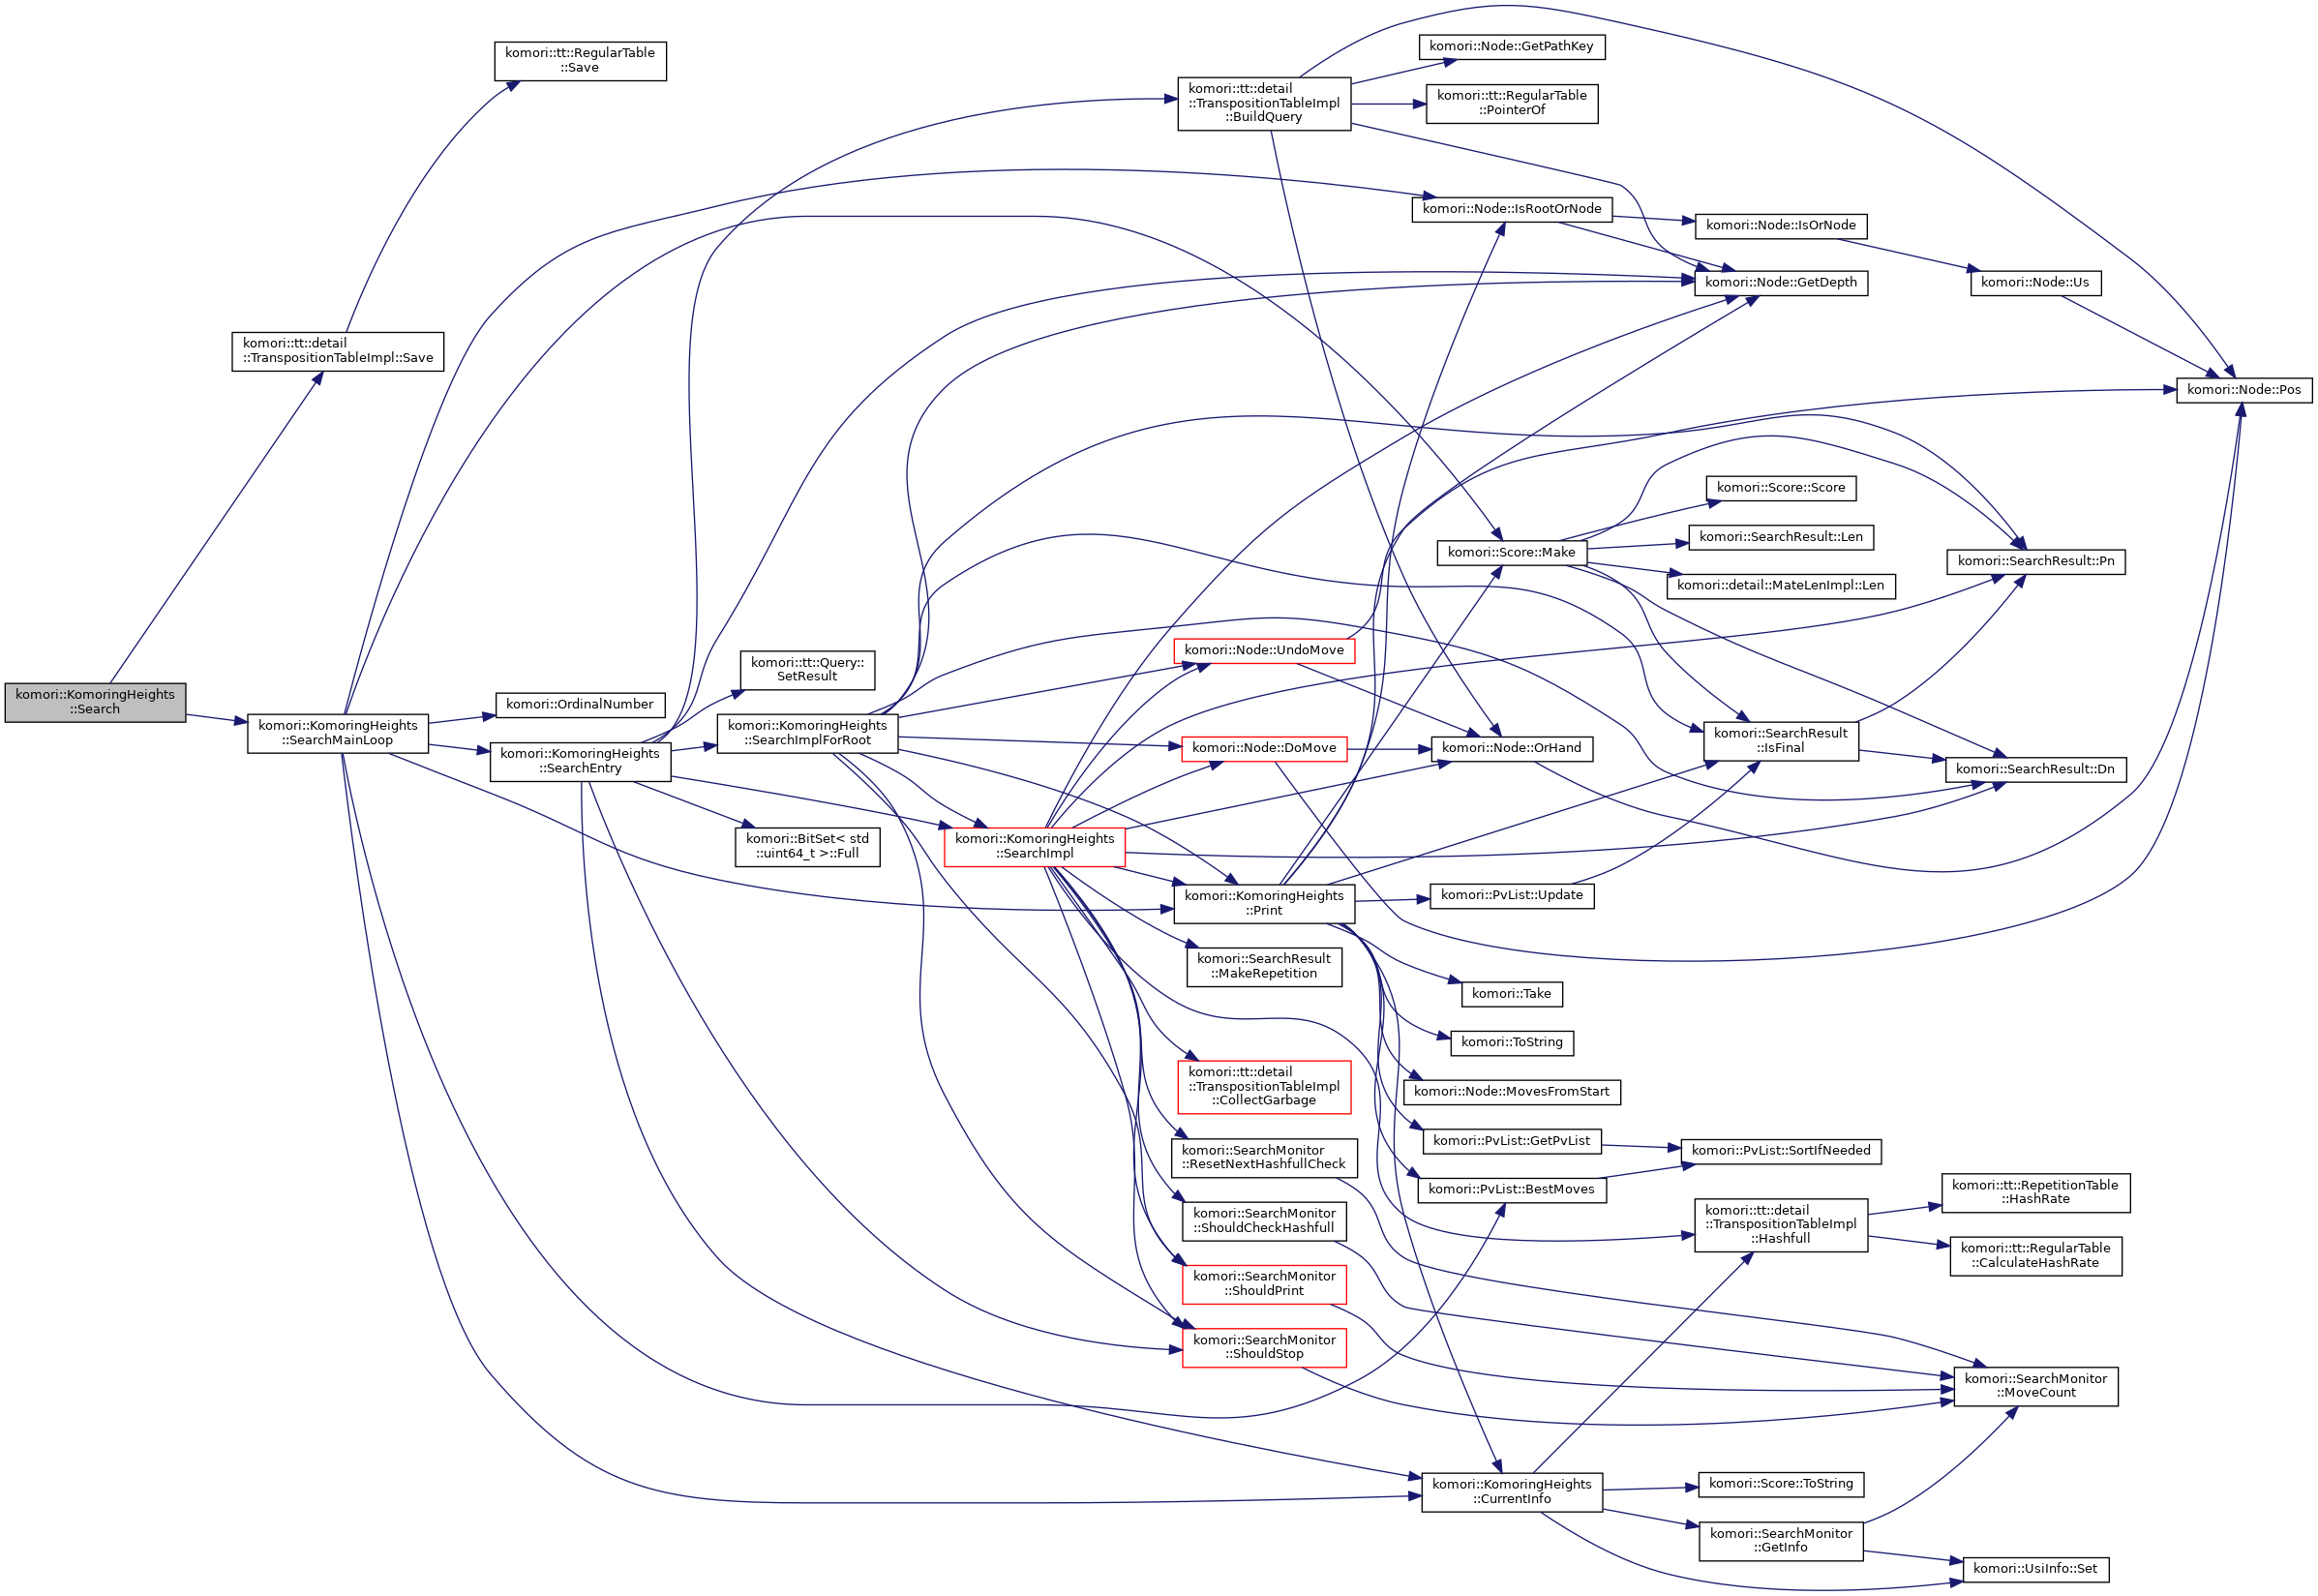 komori::KomoringHeights
::Search
komori::tt::detail
::TranspositionTableImpl::Save
komori::tt::RegularTable
::Save
komori::KomoringHeights
::SearchMainLoop
komori::OrdinalNumber
komori::KomoringHeights
::SearchEntry
komori::tt::Query::
SetResult
komori::KomoringHeights
::SearchImplForRoot
komori::BitSet< std
::uint64_t >::Full
komori::KomoringHeights
::SearchImpl
komori::tt::detail
::TranspositionTableImpl
::BuildQuery
komori::Node::UndoMove
komori::Node::DoMove
komori::KomoringHeights
::Print
komori::SearchResult
::MakeRepetition
komori::tt::detail
::TranspositionTableImpl
::CollectGarbage
komori::SearchMonitor
::ResetNextHashfullCheck
komori::SearchMonitor
::ShouldCheckHashfull
komori::SearchMonitor
::ShouldPrint
komori::SearchMonitor
::ShouldStop
komori::Node::GetPathKey
komori::tt::RegularTable
::PointerOf
komori::Node::IsRootOrNode
komori::Score::Make
komori::Node::OrHand
komori::PvList::Update
komori::Take
komori::ToString
komori::Node::MovesFromStart
komori::PvList::GetPvList
komori::PvList::BestMoves
komori::KomoringHeights
::CurrentInfo
komori::Node::IsOrNode
komori::Node::GetDepth
komori::Score::Score
komori::SearchResult::Len
komori::detail::MateLenImpl::Len
komori::SearchResult
::IsFinal
komori::PvList::SortIfNeeded
komori::tt::detail
::TranspositionTableImpl
::Hashfull
komori::Score::ToString
komori::SearchMonitor
::GetInfo
komori::Node::Us
komori::Node::Pos
komori::SearchResult::Pn
komori::SearchResult::Dn
komori::tt::RepetitionTable
::HashRate
komori::tt::RegularTable
::CalculateHashRate
komori::SearchMonitor
::MoveCount
komori::UsiInfo::Set